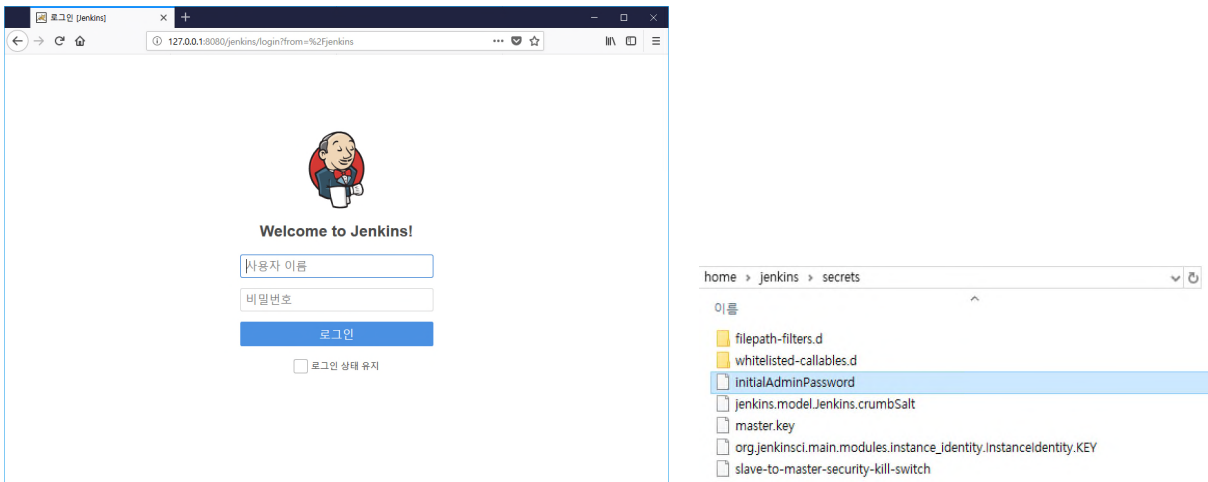 로그인 [Jenkins]
127.0.0.1:8080/jenkins/login?from=%2Fjenkins
Welcome to Jenkins!
사용자 이름
비밀번호
로그인
로그인 상태 유지
home › jenkins › secrets
이름
filepath-filters.d
whitelisted-callables.d
initialAdminPassword
jenkins.model.Jenkins.crumbSalt
master.key
org.jenkinsci.main.modules.instance_identity.InstanceIdentity.KEY
slave-to-master-security-kill-switch